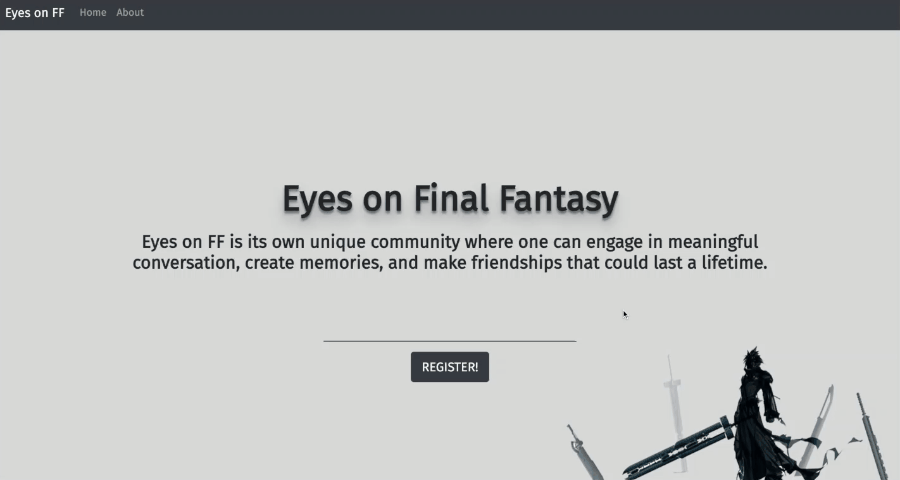 Eyes on FF Home About
Eyes on Final Fantasy
Eyes on FF is its own unique community where one can engage in meaningful
conversation, create memories, and make friendships that could last a lifetime.
REGISTER!